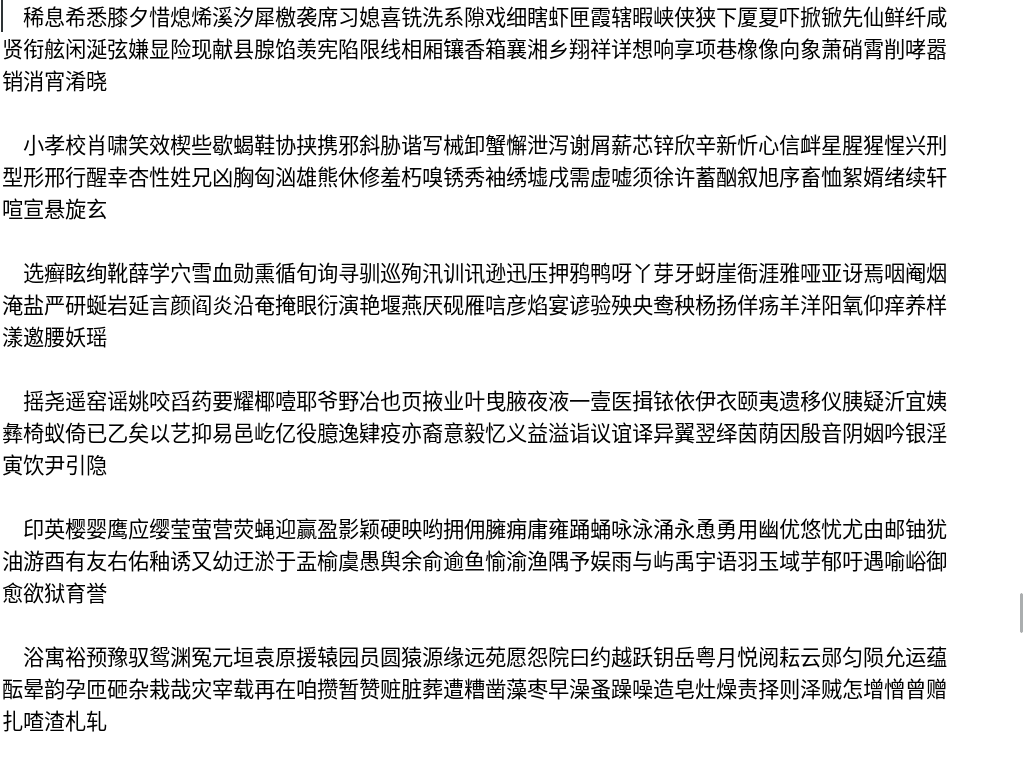 稀息希悉膝夕惜熄烯溪汐犀檄袭席习媳喜铣洗系隙戏细瞎虾匣霞辖暇峡侠狭下厦夏吓掀锨先仙鲜纤咸
贤衔舷闲涎弦嫌显险现献县腺馅羡宪陷限线相厢镶香箱襄湘乡翔祥详想响享项巷橡像向象萧硝霄削哮嚣
销消宵淆晓
小孝校肖啸笑效楔些歇蝎鞋协挟携邪斜胁谐写械卸蟹懈泄泻谢屑薪芯锌欣辛新忻心信衅星腥猩惺兴刑
型形邢行醒幸杏性姓兄凶胸匈汹雄熊休修羞朽嗅锈秀袖绣墟戌需虚嘘须徐许蓄酗叙旭序畜恤絮婿绪续轩
喧宣悬旋玄
选癣眩绚靴薛学穴雪血勋熏循旬询寻驯巡殉汛训讯逊迅压押鸦鸭呀丫芽牙蚜崖衙涯雅哑亚讶焉咽阉烟
淹盐严研蜒岩延言颜阎炎沿奄掩眼衍演艳堰燕厌砚雁唁彦焰宴谚验殃央鸯秧杨扬佯疡羊洋阳氧仰痒养样
漾邀腰妖瑶
摇尧遥窑谣姚咬舀药要耀椰噎耶爷野冶也页掖业叶曳腋夜液一壹医揖铱依伊衣颐夷遗移仪胰疑沂宜姨
彝椅蚁倚已乙矣以艺抑易邑屹亿役臆逸肄疫亦裔意毅忆义益溢诣议谊译异翼翌绎茵荫因殷音阴姻吟银淫
寅饮尹引隐
印英樱婴鹰应缨莹萤营荧蝇迎赢盈影颖硬映哟拥佣臃痈庸雍踊蛹咏泳涌永恿勇用幽优悠忧尤由邮铀犹
油游酉有友右佑釉诱又幼迂淤于盂榆虞愚舆余俞逾鱼愉渝渔隅予娱雨与屿禹宇语羽玉域芋郁吁遇喻峪御
愈欲狱育誉
浴寓裕预豫驭鸳渊冤元垣袁原援辕园员圆猿源缘远苑愿怨院曰约越跃钥岳粤月悦阅耘云郧匀陨允运蕴
酝晕韵孕匝砸杂栽哉灾宰载再在咱攒暂赞赃脏葬遭糟凿藻枣早澡蚤躁噪造皂灶燥责择则泽贼怎增憎曾赠
扎喳渣札轧